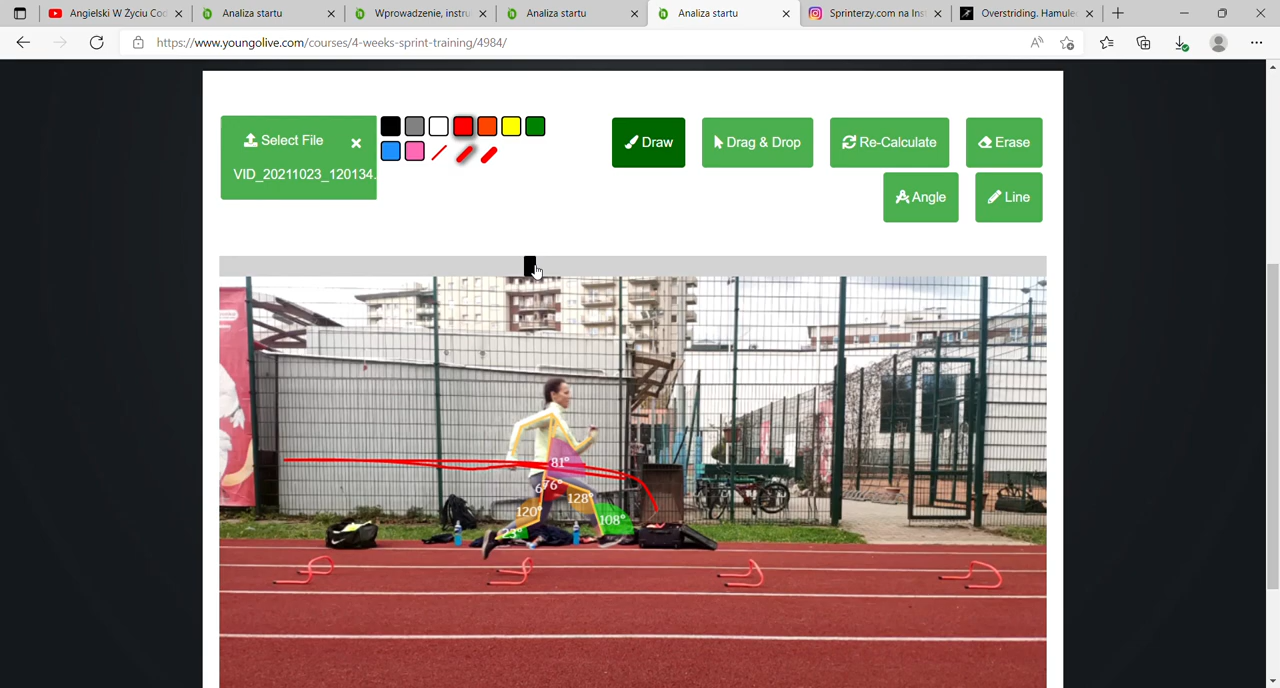 Angielski W Życiu Coc
Analiza startu
Wprowadzenie, instru
Analiza startu
Analiza startu
Sprinterzy.com na Inst
Overstriding. Hamule
https://www.youngolive.com/courses/4-weeks-sprint-training/4984/
Select File
VID_20211023_120134.
Draw
Drag & Drop
Re-Calculate
Erase
Angle
Line
81°
76°
128°
120°
108°
23°